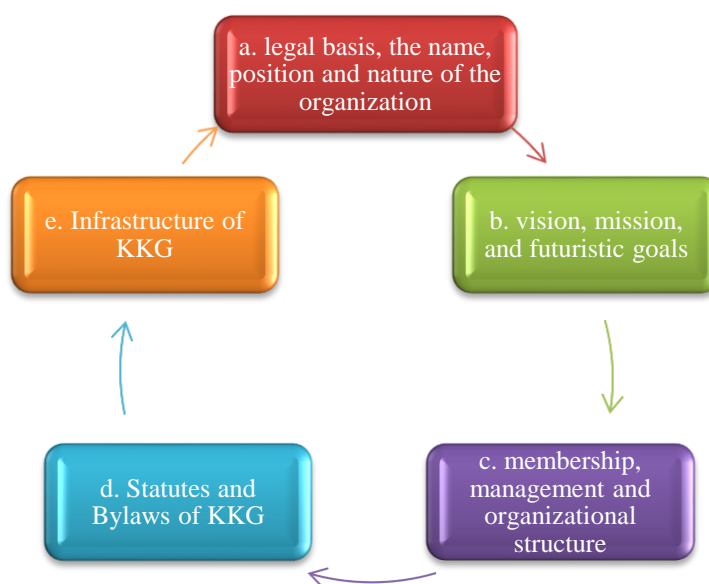 a. legal basis, the name,
position and nature of the
organization
b. vision, mission,
and futuristic goals
c. membership,
management and
organizational
structure
d. Statutes and
Bylaws of KKG
e. Infrastructure of
KKG